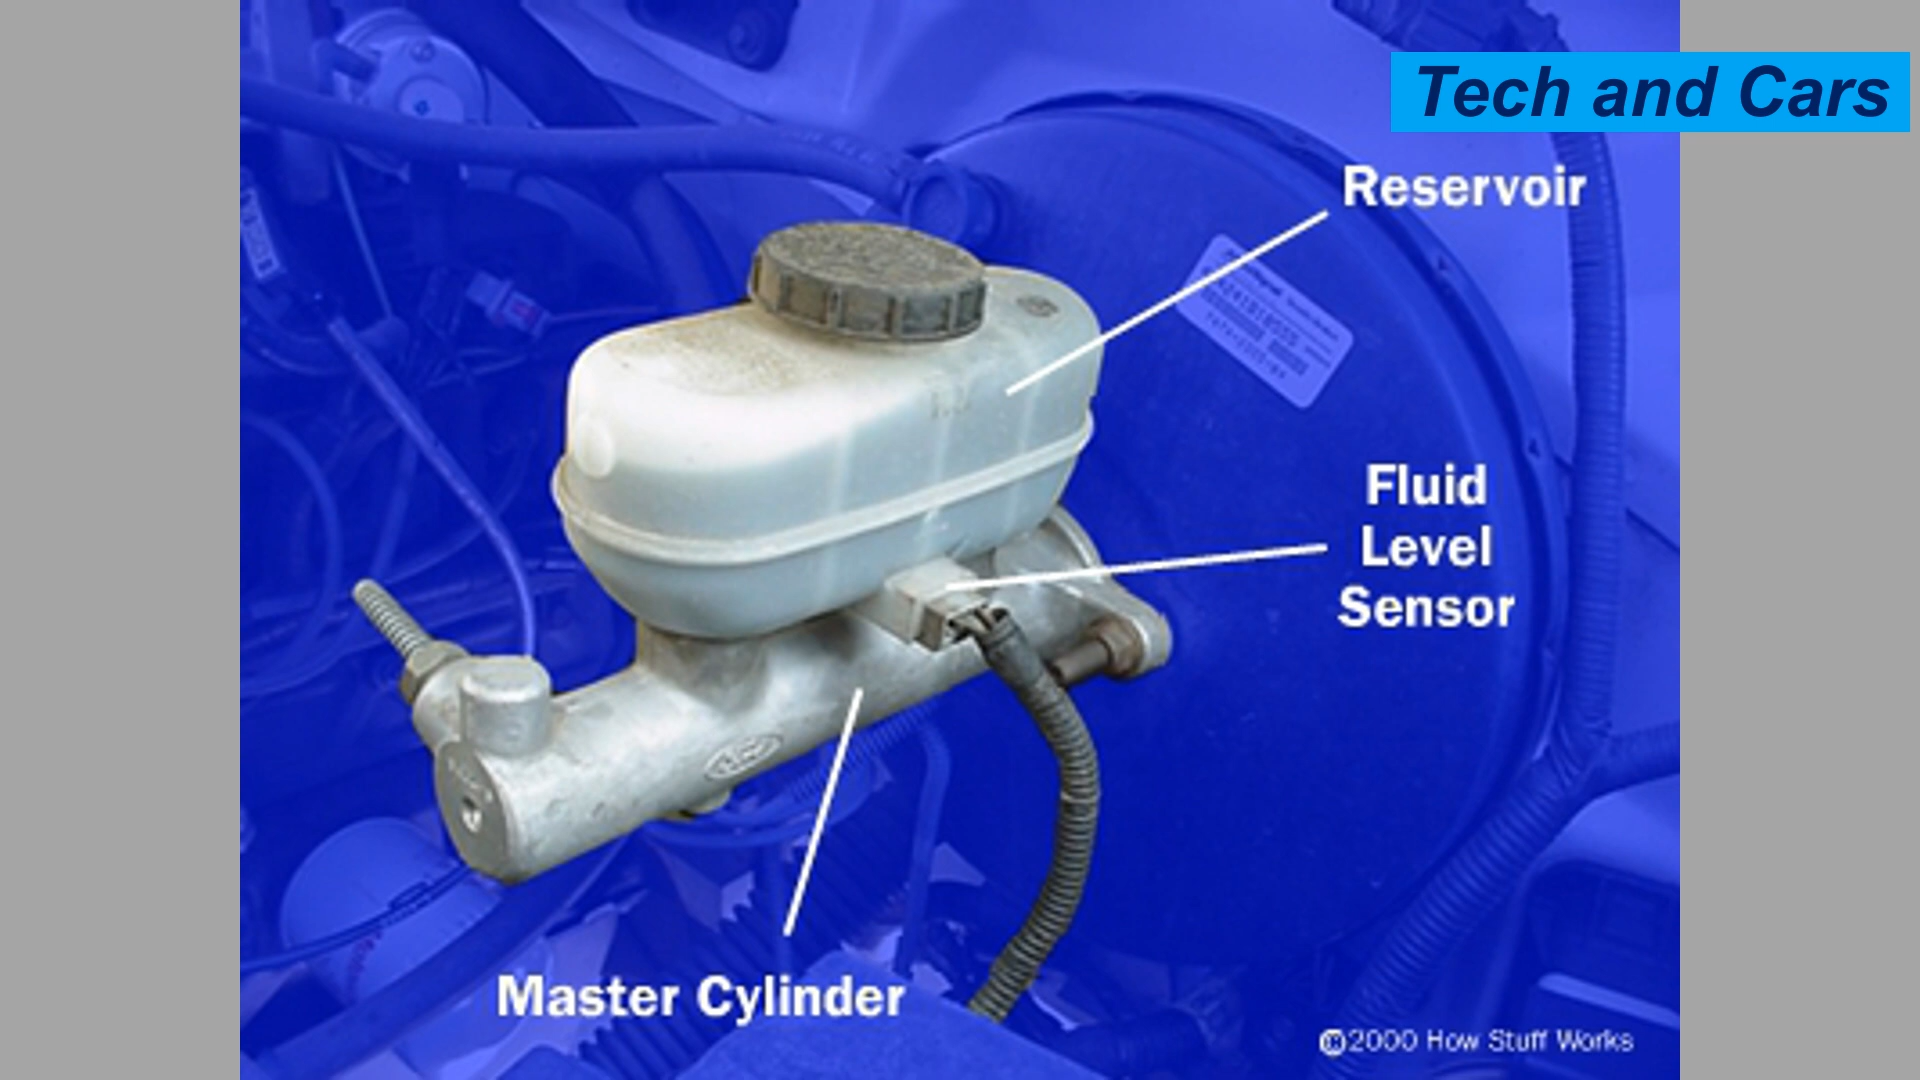 Tech and Cars
Reservoir
Fluid
Level
Sensor
Master Cylinder
©2000 How Stuff Works